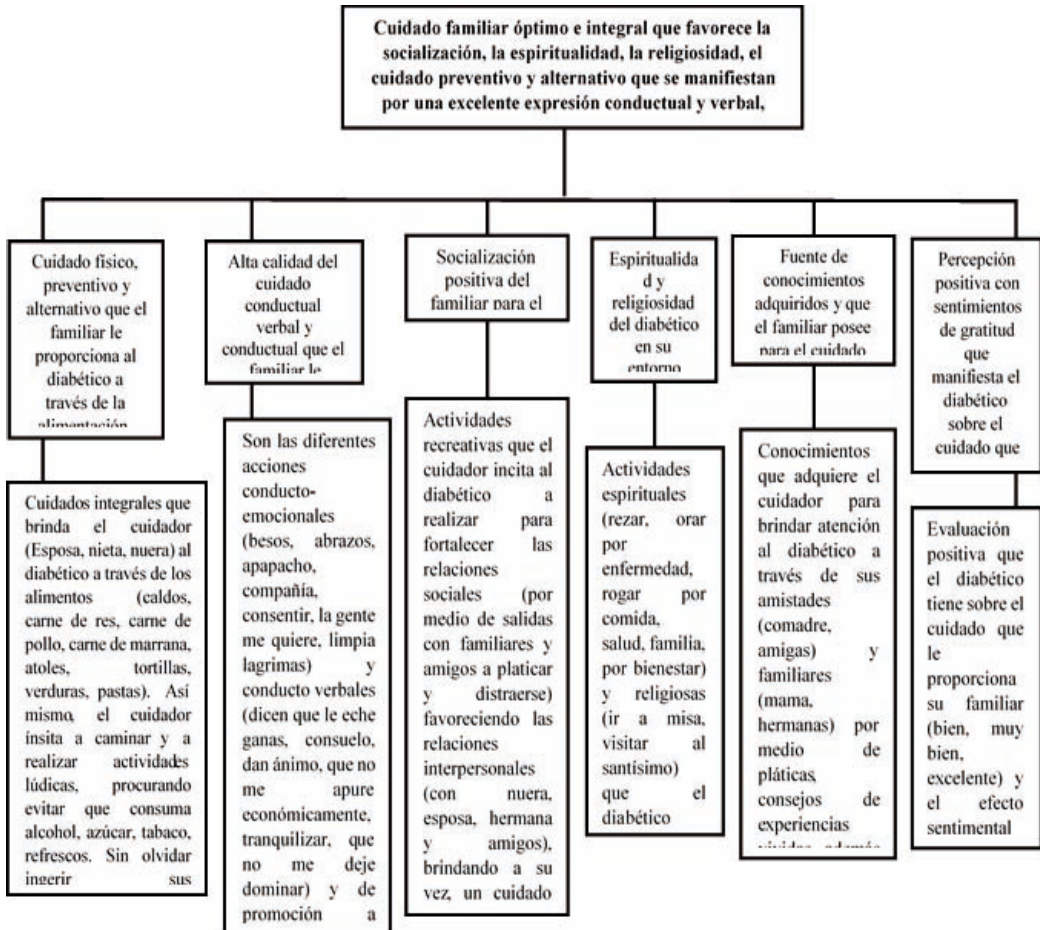 Cuidado familiar óptimo e integral que favorece la
socialización, la espiritualidad, la religiosidad, el
cuidado preventivo y alternativo que se manifiestan
por una excelente expresión conductual y verbal,
Cuidado físico,
preventivo y
alternativo que el
familiar le
proporciona al
diabético a
través de la
alimentación
Alta calidad del
cuidado
conductual
verbal y
conductual que el
familiar le
Socialización
positiva del
familiar para el
Espiritualida
d y
religiosidad
del diabético
en su
entorno
Fuente de
conocimientos
adquiridos y que
el familiar posee
para el cuidado
Percepción
positiva con
sentimientos
de gratitud
que
manifiesta el
diabético sobre el
cuidado que
Cuidados integrales que
brinda el cuidador
(Esposa, nieta, nuera) al
diabético a través de los
alimentos (caldos,
carne de res, carne de
pollo, carne de marrana,
atoles, tortillas,
verduras, pastas). Así
mismo, el cuidador
ínsita a caminar y a
realizar actividades
lúdicas, procurando
evitar que consuma
alcohol, azúcar, tabaco,
refrescos. Sin olvidar
ingerir sus
Son las diferentes
acciones
conducto-
emocionales
(besos, abrazos,
apapacho,
compañía,
consentir, la gente
me quiere, limpia
lagrimas) y
conducto verbales
(dicen que le eche
ganas, consuelo,
dan ánimo, que no
me apure
económicamente,
tranquilizar, que
no me deje
dominar) y de
promoción a
Actividades
recreativas que el
cuidador incita al
diabético a
realizar para
fortalecer las
relaciones
sociales (por
medio de salidas
con familiares y
amigos a platicar
y distraerse)
favoreciendo las
relaciones
interpersonales
(con nuera,
esposa, hermana
y amigos),
brindando a su
vez, un cuidado
Actividades
espirituales
(rezar, orar
por
enfermedad,
rogar por
comida,
salud, familia,
por bienestar)
y religiosas
(ir a misa,
visitar al
santísimo)
que el
diabético
Conocimientos
que adquiere el
cuidador para
brindar atención
al diabético a
través de sus
amistades
(comadre,
amigas) y
familiares
(mama,
hermanas) por
medio de
pláticas,
consejos de
experiencias
vividas además
Evaluación
positiva que
el diabético
tiene sobre el
cuidado que
le
proporciona
su familiar
(bien, muy
bien,
excelente) y
el efecto
sentimental